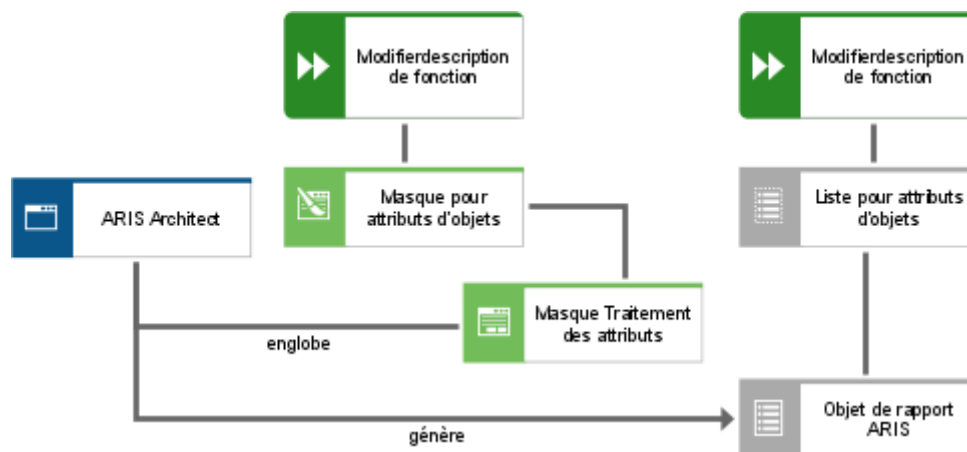 Modifierdescription
de fonction
Modifierdescription
de fonction
ARIS Architect
Masque pour
attributs d'objets
Liste pour attributs
d'objets
Masque Traitement
des attributs
englobe
Objet de rapport
ARIS
génère